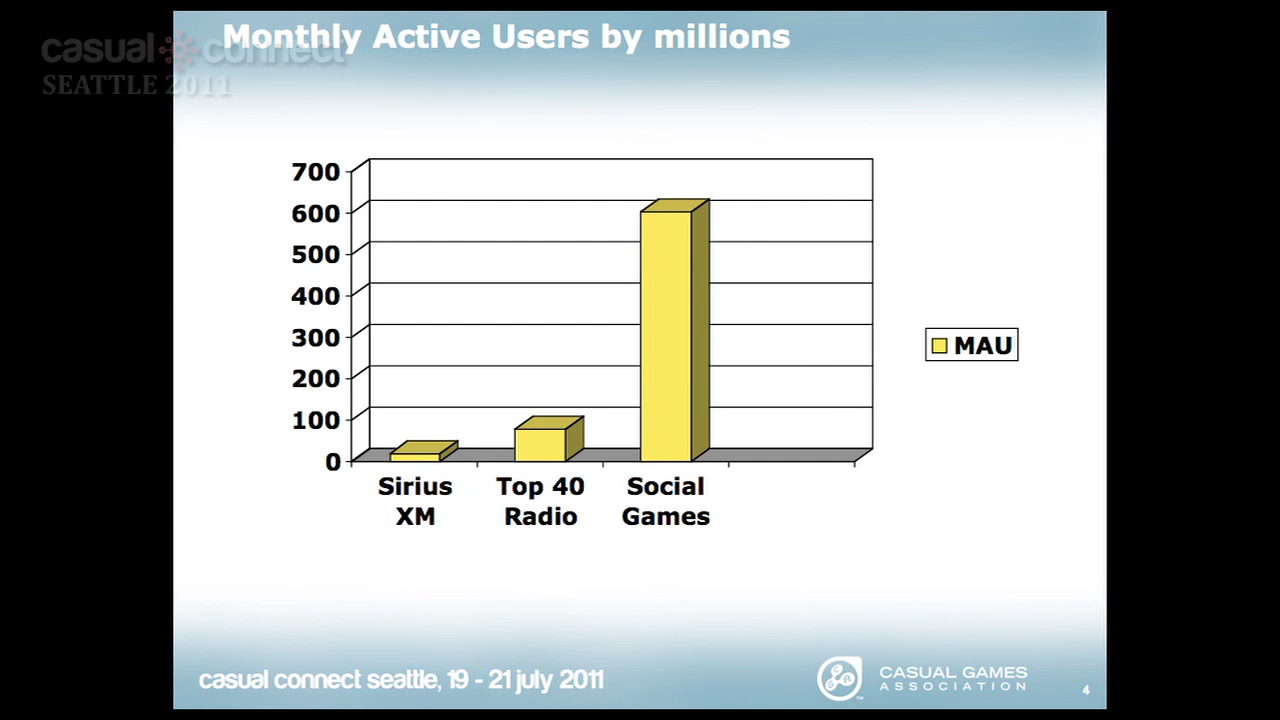 Monthly Active Users by millions
casual connect
SEATTLE 2011
700
600
500
400
300
200
100
0
Sirius XM
Top 40 Radio
Social Games
MAU
casual connect seattle, 19 - 21 july 2011
CASUAL GAMES
ASSOCIATION
4